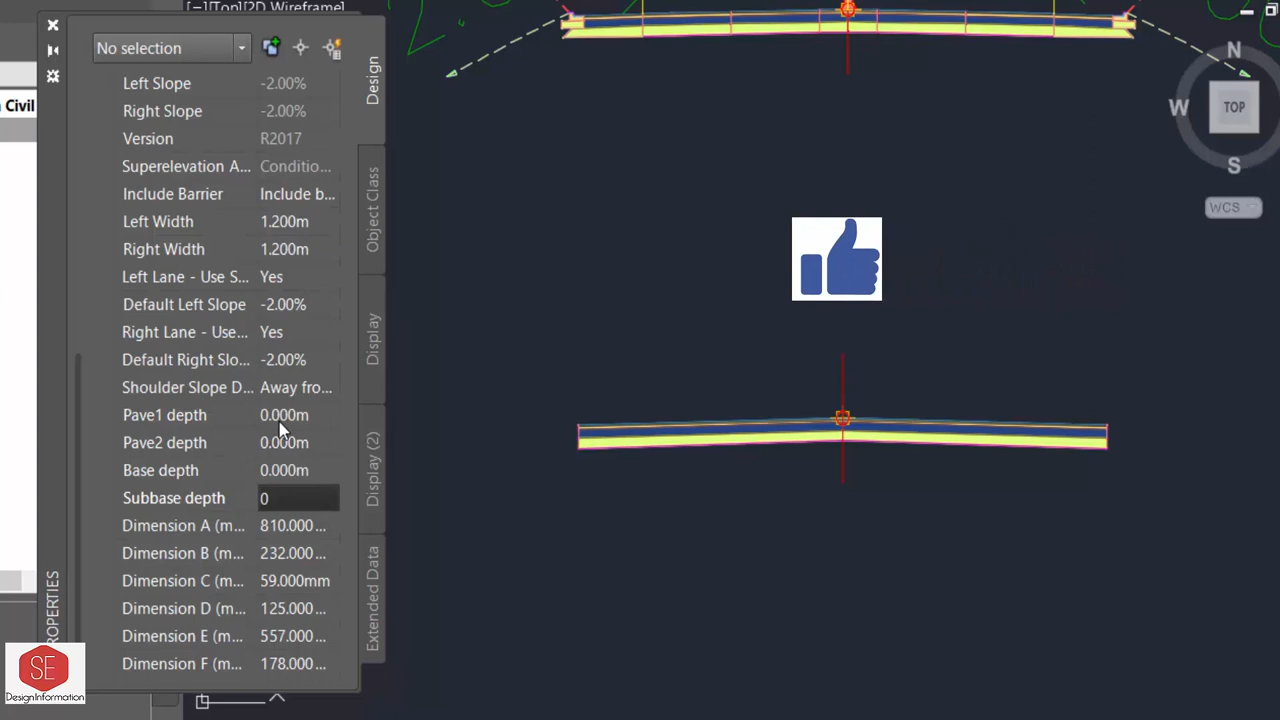 [−][Top][2D Wireframe]
No selection
Left Slope -2.00%
Right Slope -2.00%
Version R2017
Superelevation A... Conditio...
Include Barrier Include b...
Left Width 1.200m
Right Width 1.200m
Left Lane - Use S... Yes
Default Left Slope -2.00%
Right Lane - Use... Yes
Default Right Slo... -2.00%
Shoulder Slope D... Away fro...
Pave1 depth 0.000m
Pave2 depth 0.000m
Base depth 0.000m
Subbase depth 0
Dimension A (m... 810.000 ...
Dimension B (m... 232.000 ...
Dimension C (m... 59.000mm
Dimension D (m... 125.000 ...
Dimension E (m... 557.000 ...
Dimension F (m... 178.000 ...
Design
Object Class
Display
Display (2)
Extended Data
Civil
ROPERTIES
SE
DesignInformation
N
W
TOP
S
WCS